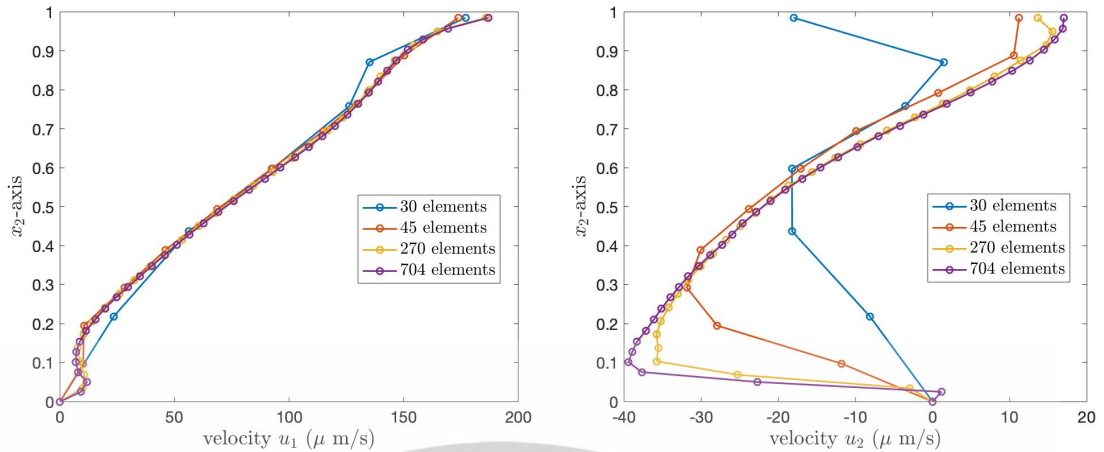 1
0.9
0.8
0.7
0.6
0.5
0.4
0.3
0.2
0.1
0
x₂-axis
30 elements
45 elements
270 elements
704 elements
0 50 100 150 200
velocity u₁ (μ m/s)
1
0.9
0.8
0.7
0.6
0.5
0.4
0.3
0.2
0.1
0
x₂-axis
30 elements
45 elements
270 elements
704 elements
-40 -30 -20 -10 0 10 20
velocity u₂ (μ m/s)